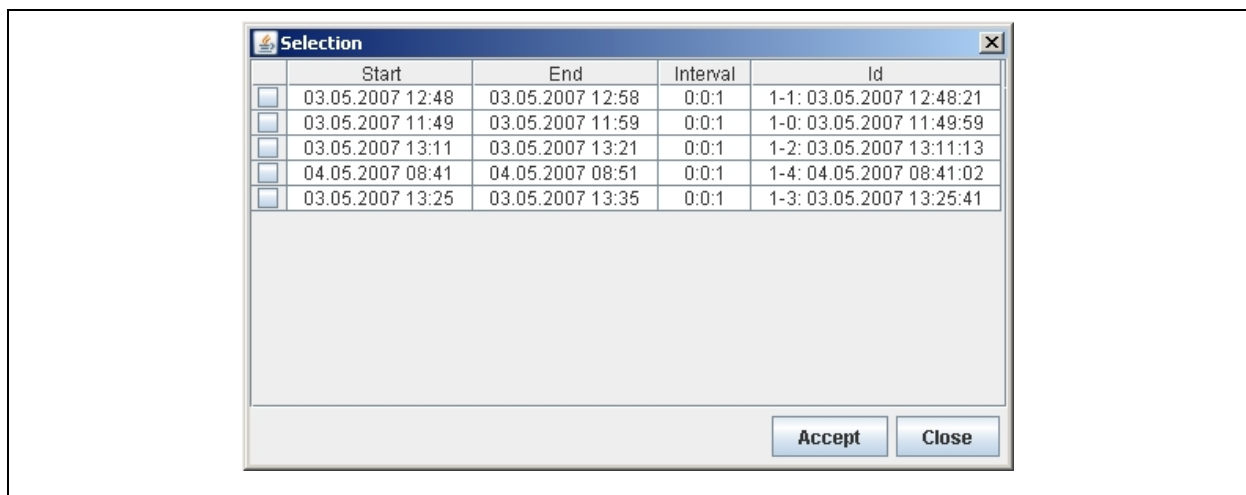 Selection
Start End Interval Id
03.05.2007 12:48 03.05.2007 12:58 0:0:1 1-1: 03.05.2007 12:48:21
03.05.2007 11:49 03.05.2007 11:59 0:0:1 1-0: 03.05.2007 11:49:59
03.05.2007 13:11 03.05.2007 13:21 0:0:1 1-2: 03.05.2007 13:11:13
04.05.2007 08:41 04.05.2007 08:51 0:0:1 1-4: 04.05.2007 08:41:02
03.05.2007 13:25 03.05.2007 13:35 0:0:1 1-3: 03.05.2007 13:25:41
Accept Close